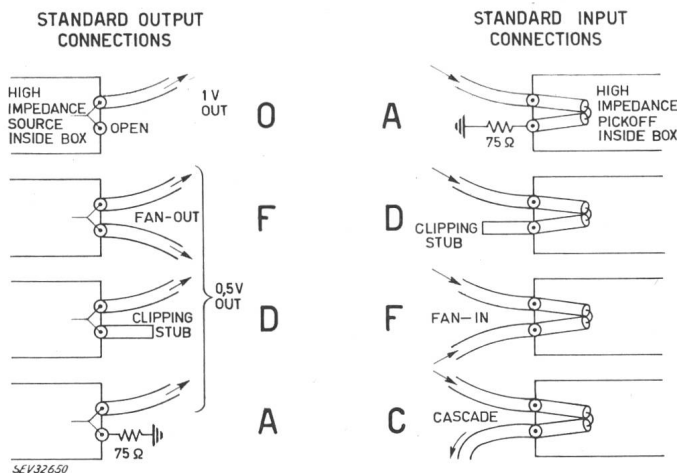 STANDARD OUTPUT
CONNECTIONS
HIGH
IMPEDANCE
SOURCE
INSIDE BOX
OPEN
1 V
OUT
O
FAN-OUT
F
0,5 V
OUT
CLIPPING
STUB
D
75 Ω
A
SEV32650
STANDARD INPUT
CONNECTIONS
A
75 Ω
HIGH
IMPEDANCE
PICKOFF
INSIDE BOX
D
CLIPPING
STUB
F
FAN-IN
C
CASCADE